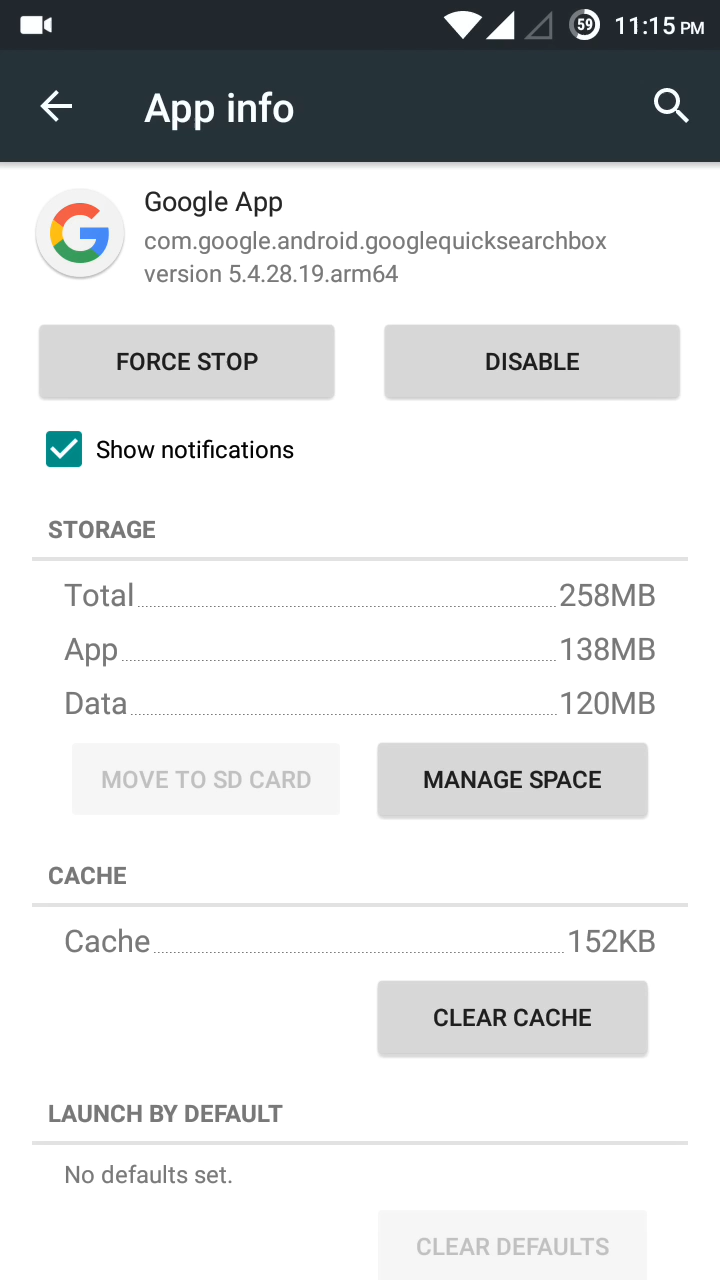 59 11:15 PM
App info
Google App
com.google.android.googlequicksearchbox
version 5.4.28.19.arm64
FORCE STOP DISABLE
Show notifications
STORAGE
Total 258MB
App 138MB
Data 120MB
MOVE TO SD CARD MANAGE SPACE
CACHE
Cache 152KB
CLEAR CACHE
LAUNCH BY DEFAULT
No defaults set.
CLEAR DEFAULTS